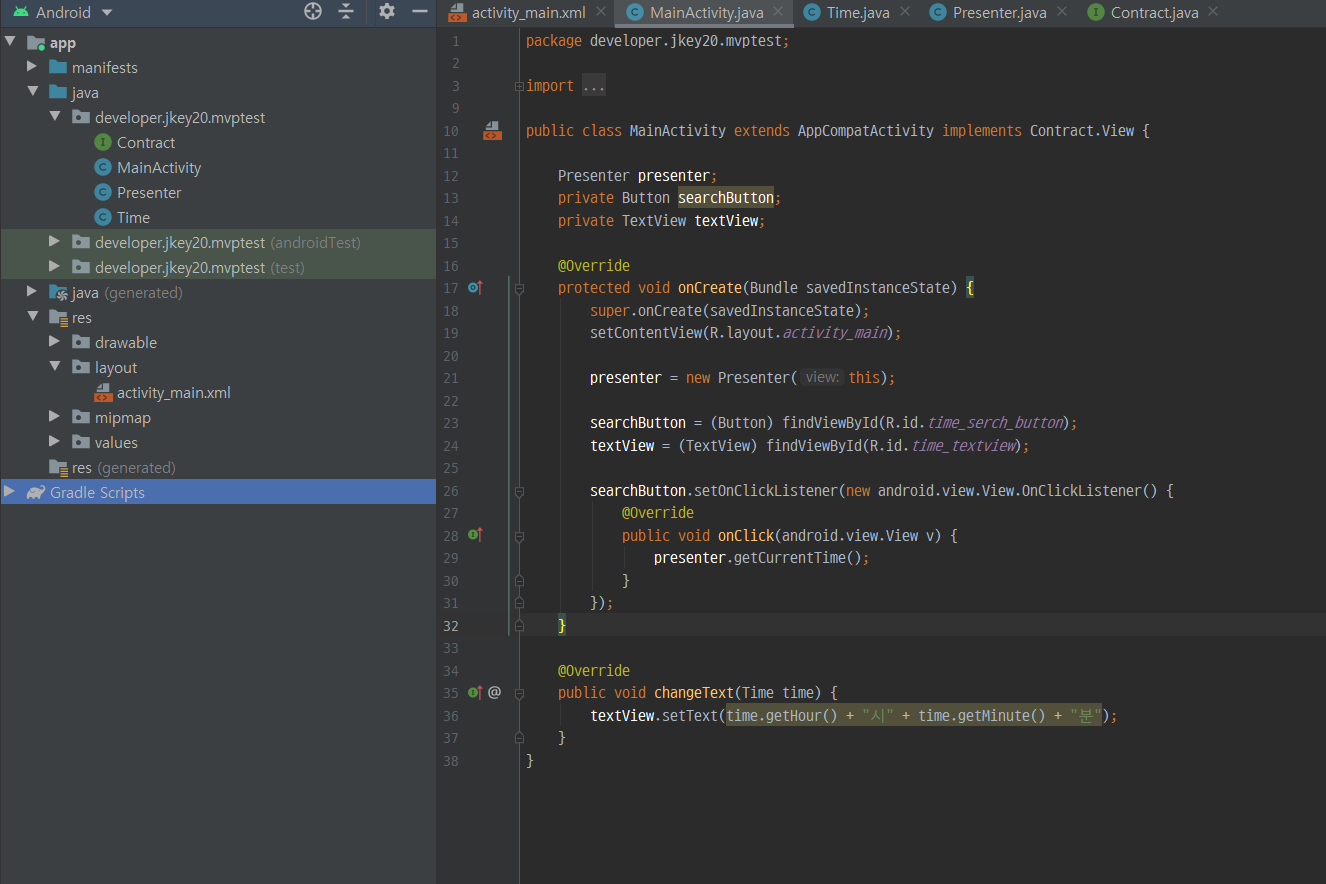 Android
app
manifests
java
developer.jkey20.mvptest
Contract
MainActivity
Presenter
Time
developer.jkey20.mvptest (androidTest)
developer.jkey20.mvptest (test)
java (generated)
res
drawable
layout
activity_main.xml
mipmap
values
res (generated)
Gradle Scripts
activity_main.xml MainActivity.java Time.java Presenter.java Contract.java
1 package developer.jkey20.mvptest;
2
3 import ...
9
10 public class MainActivity extends AppCompatActivity implements Contract.View {
11
12 Presenter presenter;
13 private Button searchButton;
14 private TextView textView;
15
16 @Override
17 protected void onCreate(Bundle savedInstanceState) {
18 super.onCreate(savedInstanceState);
19 setContentView(R.layout.activity_main);
20
21 presenter = new Presenter( view: this);
22
23 searchButton = (Button) findViewById(R.id.time_serch_button);
24 textView = (TextView) findViewById(R.id.time_textview);
25
26 searchButton.setOnClickListener(new android.view.View.OnClickListener() {
27 @Override
28 public void onClick(android.view.View v) {
29 presenter.getCurrentTime();
30 }
31 });
32 }
33
34 @Override
35 @ public void changeText(Time time) {
36 textView.setText(time.getHour() + "시" + time.getMinute() + "분");
37 }
38 }